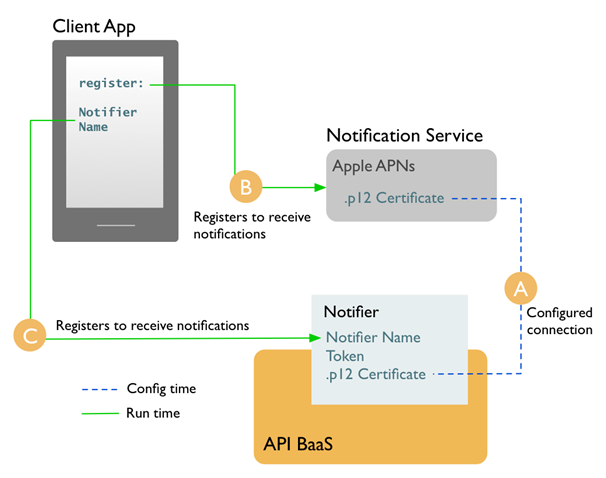 Client App
register:
Notifier
Name
Notification Service
Apple APNs
.p12 Certificate
B
Registers to receive
notifications
A
Configured
connection
C
Registers to receive notifications
Notifier
Notifier Name
Token
.p12 Certificate
Config time
Run time
API BaaS